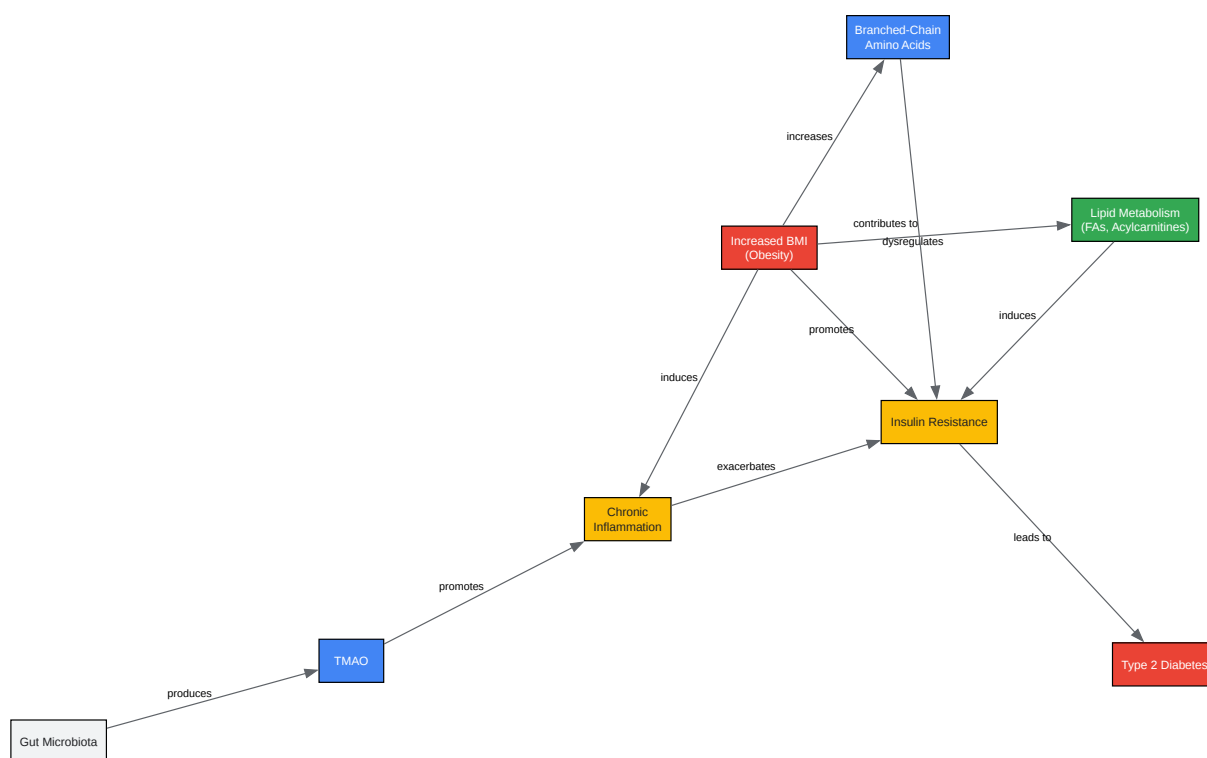 Branched-Chain
Amino Acids
increases
Lipid Metabolism
(FAs, Acylcarnitines)
contributes to
Increased BMI
(Obesity)
dysregulates
induces
promotes
induces
Insulin Resistance
exacerbates
Chronic
Inflammation
leads to
promotes
TMAO
Type 2 Diabetes
produces
Gut Microbiota